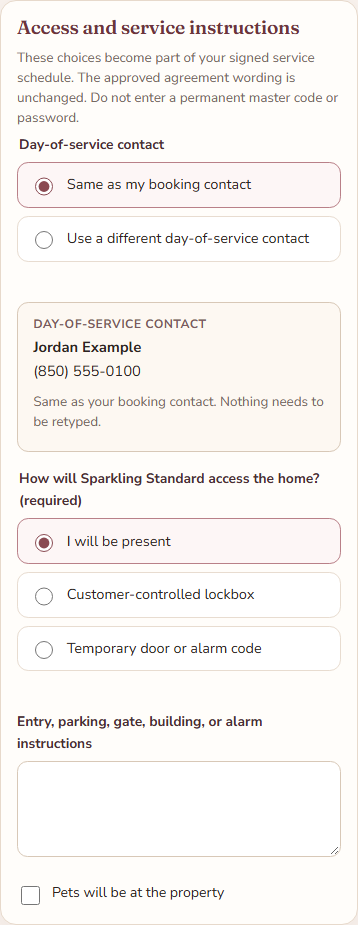 Access and service instructions
These choices become part of your signed service
schedule. The approved agreement wording is
unchanged. Do not enter a permanent master code or
password.
Day-of-service contact
Same as my booking contact
Use a different day-of-service contact
DAY-OF-SERVICE CONTACT
Jordan Example
(850) 555-0100
Same as your booking contact. Nothing needs to
be retyped.
How will Sparkling Standard access the home?
(required)
I will be present
Customer-controlled lockbox
Temporary door or alarm code
Entry, parking, gate, building, or alarm
instructions
Pets will be at the property